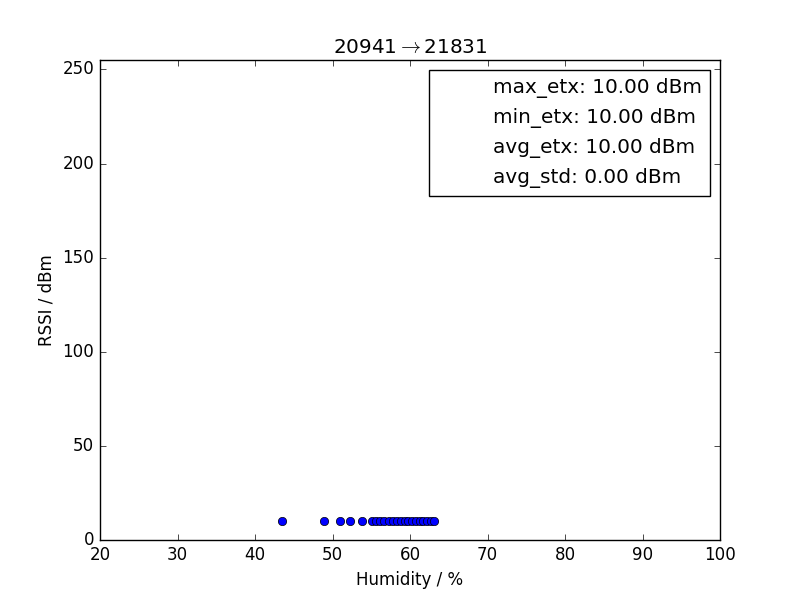 20941→21831
max_etx: 10.00 dBm
min_etx: 10.00 dBm
avg_etx: 10.00 dBm
avg_std: 0.00 dBm
250
200
150
100
50
0
RSSI / dBm
20 30 40 50 60 70 80 90 100
Humidity / %